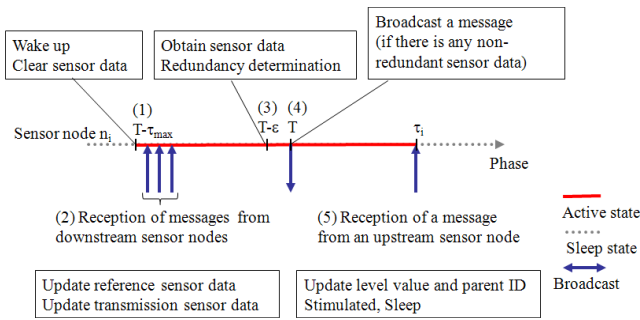 Wake up
Clear sensor data
Obtain sensor data
Redundancy determination
Broadcast a message
(if there is any non-
redundant sensor data)
(1)
T-τmax
(3)
T-ε
(4)
T
τi
Sensor node ni
Phase
(2) Reception of messages from
downstream sensor nodes
(5) Reception of a message
from an upstream sensor node
Active state
Sleep state
Broadcast
Update reference sensor data
Update transmission sensor data
Update level value and parent ID
Stimulated, Sleep